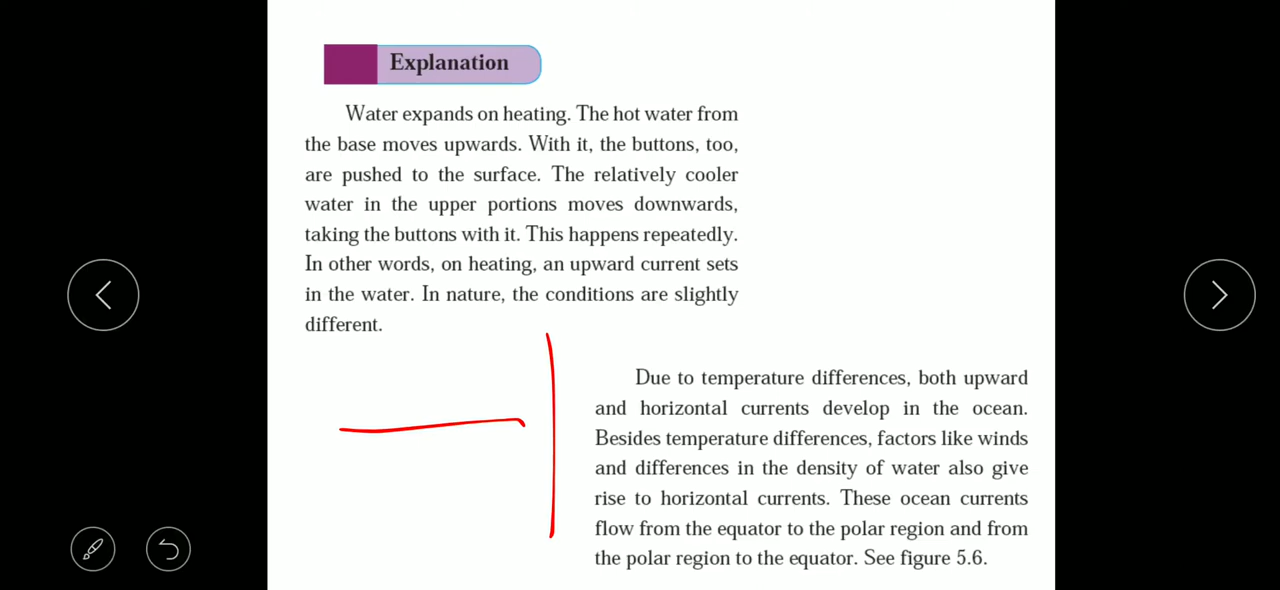 Explanation
Water expands on heating. The hot water from
the base moves upwards. With it, the buttons, too,
are pushed to the surface. The relatively cooler
water in the upper portions moves downwards,
taking the buttons with it. This happens repeatedly.
In other words, on heating, an upward current sets
in the water. In nature, the conditions are slightly
different.
Due to temperature differences, both upward
and horizontal currents develop in the ocean.
Besides temperature differences, factors like winds
and differences in the density of water also give
rise to horizontal currents. These ocean currents
flow from the equator to the polar region and from
the polar region to the equator. See figure 5.6.